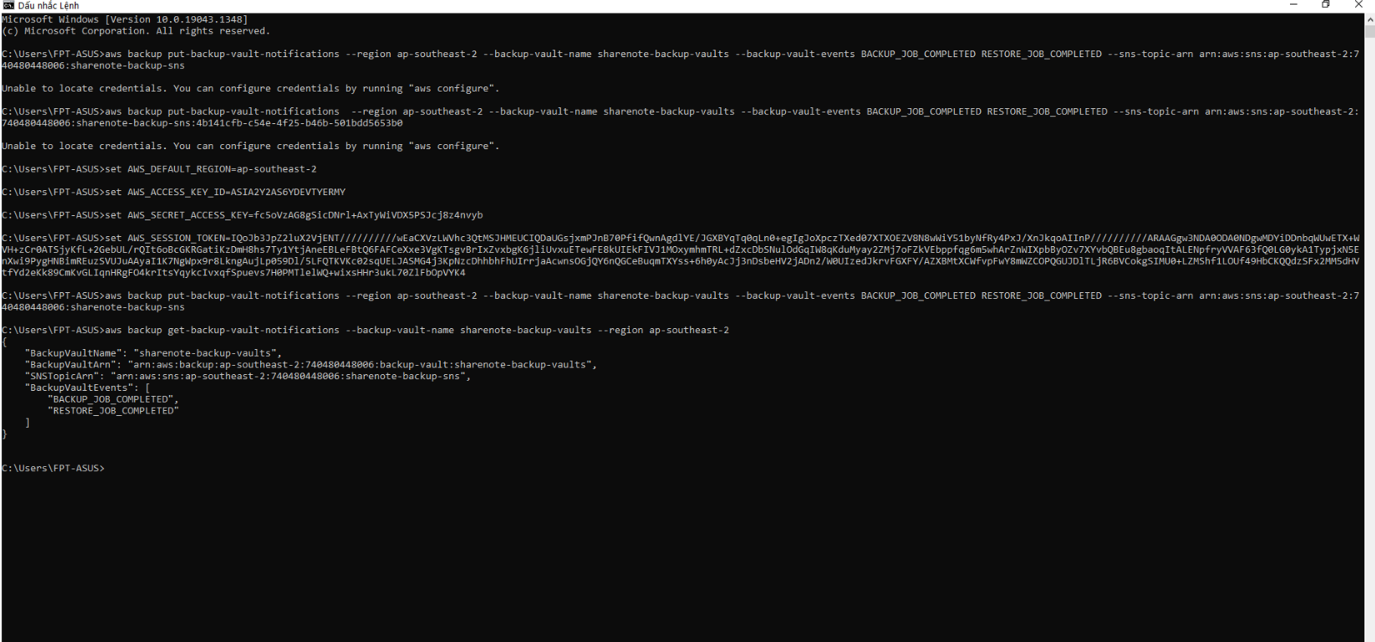 Dấu nhắc Lệnh
Microsoft Windows [Version 10.0.19043.1348]
(c) Microsoft Corporation. All rights reserved.
C:\Users\FPT-ASUS>aws backup put-backup-vault-notifications --region ap-southeast-2 --backup-vault-name sharenote-backup-vaults --backup-vault-events BACKUP_JOB_COMPLETED RESTORE_JOB_COMPLETED --sns-topic-arn arn:aws:sns:ap-southeast-2:7
40480448006:sharenote-backup-sns
Unable to locate credentials. You can configure credentials by running "aws configure".
C:\Users\FPT-ASUS>aws backup put-backup-vault-notifications  --region ap-southeast-2 --backup-vault-name sharenote-backup-vaults --backup-vault-events BACKUP_JOB_COMPLETED RESTORE_JOB_COMPLETED --sns-topic-arn arn:aws:sns:ap-southeast-2:
740480448006:sharenote-backup-sns:4b141cfb-c54e-4f25-b46b-501bdd5653b0
Unable to locate credentials. You can configure credentials by running "aws configure".
C:\Users\FPT-ASUS>set AWS_DEFAULT_REGION=ap-southeast-2
C:\Users\FPT-ASUS>set AWS_ACCESS_KEY_ID=ASIA2Y2AS6YDEVTYERMY
C:\Users\FPT-ASUS>set AWS_SECRET_ACCESS_KEY=
C:\Users\FPT-ASUS>set AWS_SESSION_TOKEN=
C:\Users\FPT-ASUS>aws backup put-backup-vault-notifications --region ap-southeast-2 --backup-vault-name sharenote-backup-vaults --backup-vault-events BACKUP_JOB_COMPLETED RESTORE_JOB_COMPLETED --sns-topic-arn arn:aws:sns:ap-southeast-2:7
40480448006:sharenote-backup-sns
C:\Users\FPT-ASUS>aws backup get-backup-vault-notifications --backup-vault-name sharenote-backup-vaults --region ap-southeast-2
{
    "BackupVaultName": "sharenote-backup-vaults",
    "BackupVaultArn": "arn:aws:backup:ap-southeast-2:740480448006:backup-vault:sharenote-backup-vaults",
    "SNSTopicArn": "arn:aws:sns:ap-southeast-2:740480448006:sharenote-backup-sns",
    "BackupVaultEvents": [
        "BACKUP_JOB_COMPLETED",
        "RESTORE_JOB_COMPLETED"
    ]
}
C:\Users\FPT-ASUS>